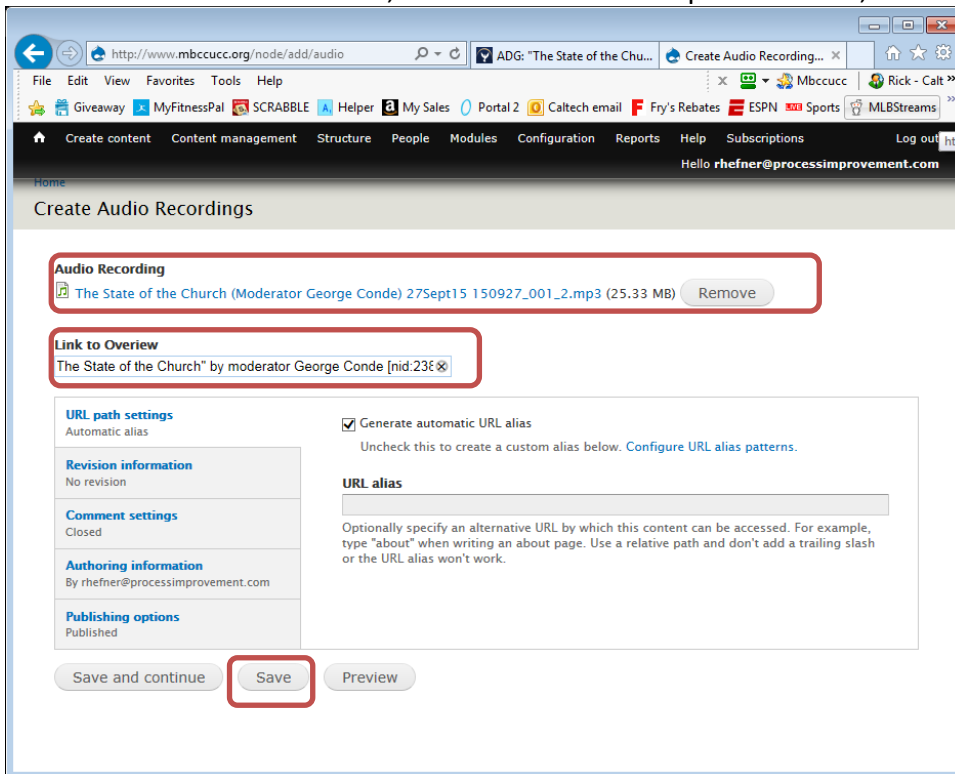 http://www.mbccucc.org/node/add/audio
ADG: "The State of the Chu...
Create Audio Recording...
File Edit View Favorites Tools Help
Mbccucc
Rick - Calt
Giveaway MyFitnessPal SCRABBLE Helper My Sales Portal 2 Caltech email Fry's Rebates ESPN Sports MLBStreams
Create content Content management Structure People Modules Configuration Reports Help Subscriptions Log out
Hello rhefner@processimprovement.com
Home
Create Audio Recordings
Audio Recording
The State of the Church (Moderator George Conde) 27Sept15 150927_001_2.mp3 (25.33 MB) Remove
Link to Overiew
The State of the Church" by moderator George Conde [nid:238
URL path settings
Automatic alias
Revision information
No revision
Comment settings
Closed
Authoring information
By rhefner@processimprovement.com
Publishing options
Published
Generate automatic URL alias
Uncheck this to create a custom alias below. Configure URL alias patterns.
URL alias
Optionally specify an alternative URL by which this content can be accessed. For example,
type "about" when writing an about page. Use a relative path and don't add a trailing slash
or the URL alias won't work.
Save and continue Save Preview